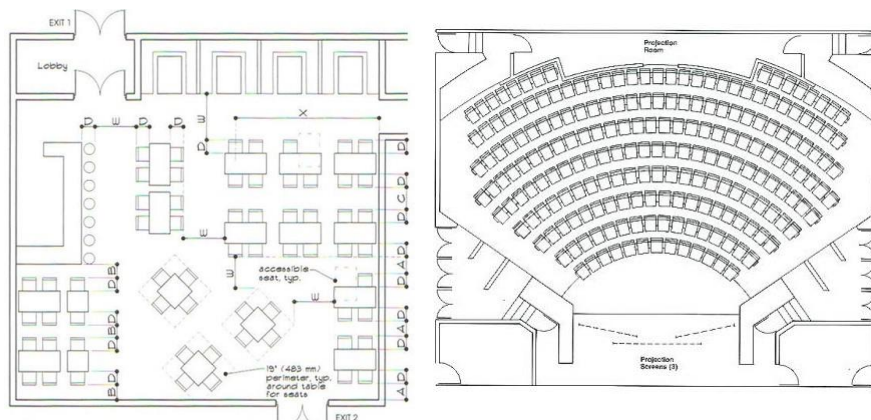 EXIT 1
Lobby
D
W
D
D
W
D
X
D
D
C
D
W
W
D
A
D
accessible
seat, typ.
W
B
D
D
B
D
D
B
D
A
D
D
A
19" (483 mm)
perimeter, typ.
around table
for seats
EXIT 2
Projection
Room
Projection
Screens (3)